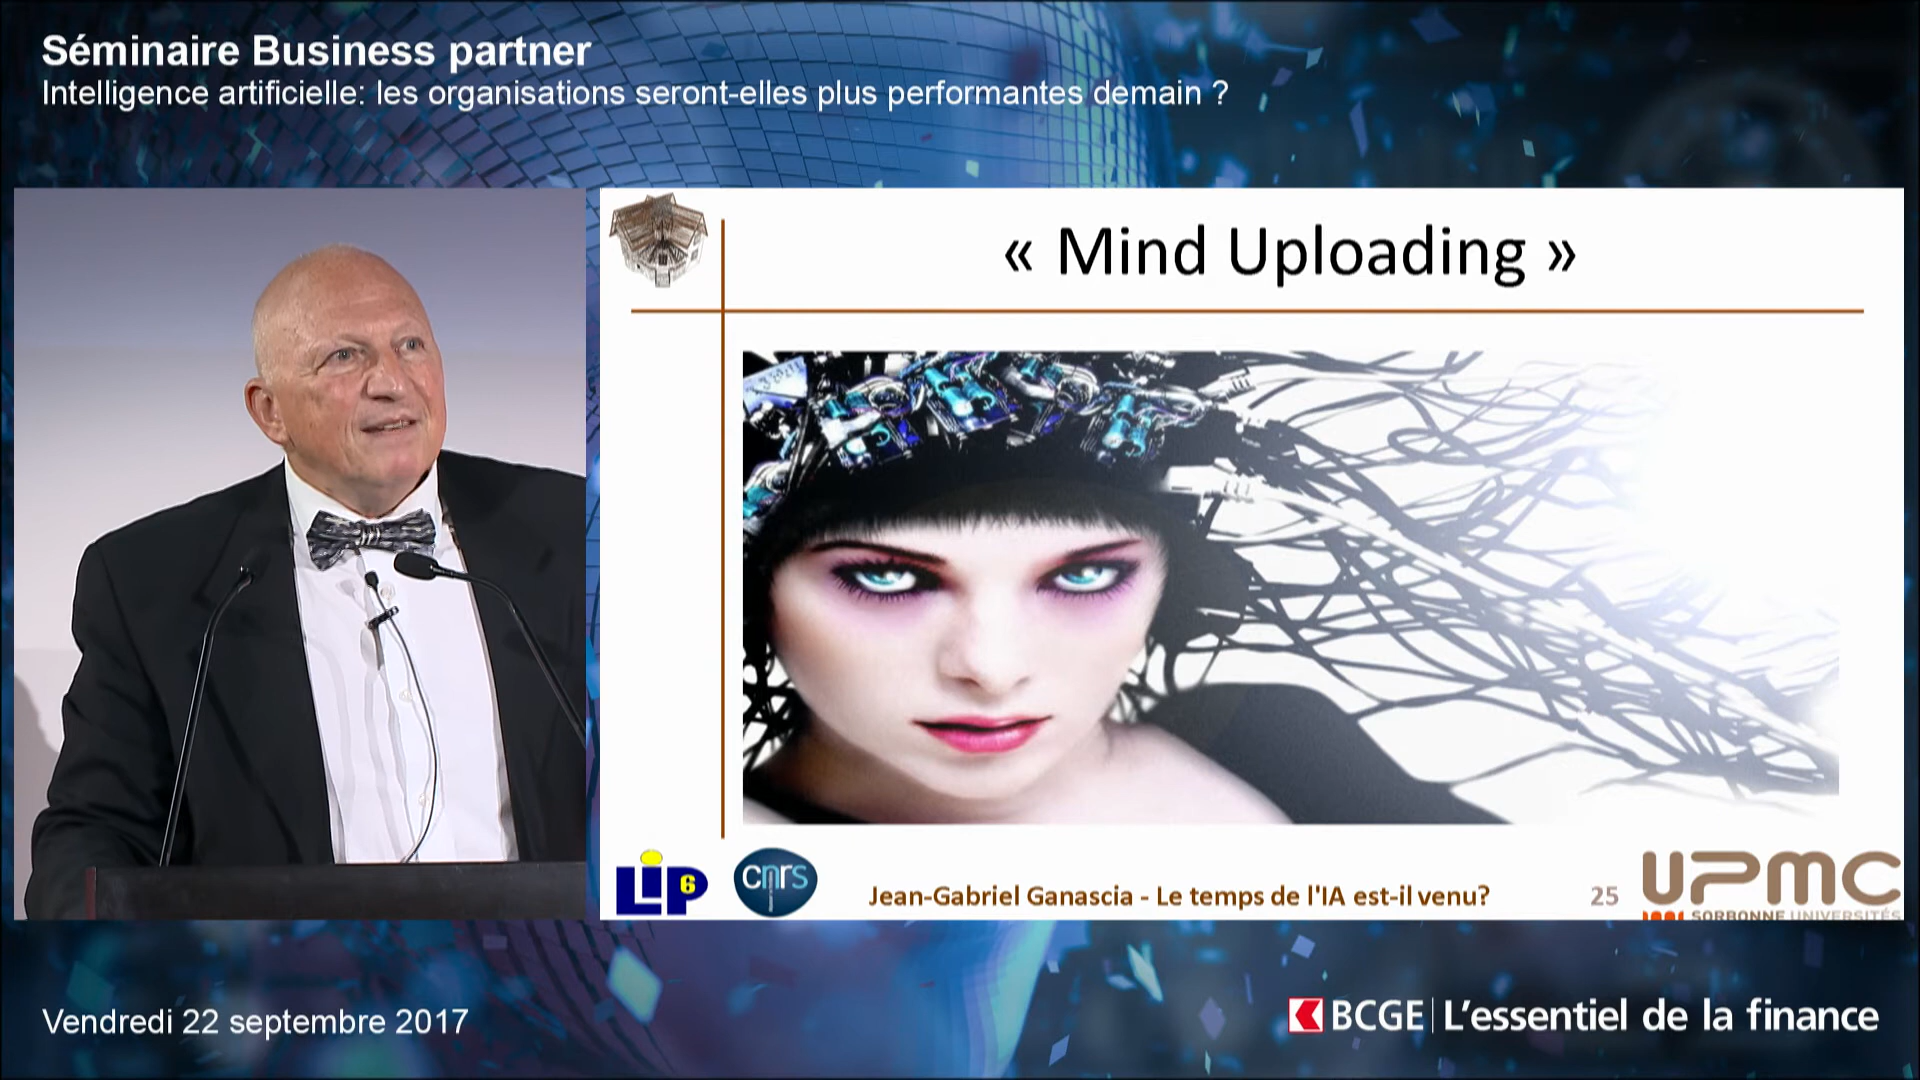 Séminaire Business partner
Intelligence artificielle: les organisations seront-elles plus performantes demain ?
« Mind Uploading »
LiP6
cnrs
Jean-Gabriel Ganascia - Le temps de l'IA est-il venu?
25
UPMC
SORBONNE UNIVERSITÉS
Vendredi 22 septembre 2017
BCGE | L'essentiel de la finance